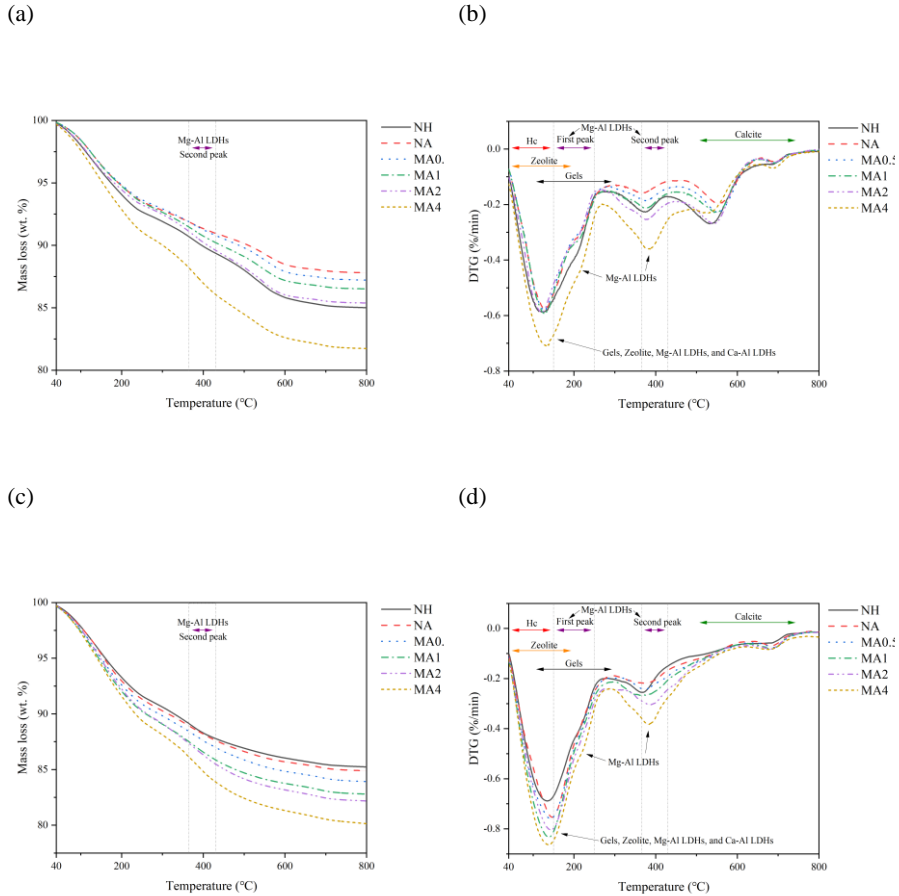 (a)
(b)
100
95
90
85
80
40
200
400
600
800
Mass loss (wt. %)
Temperature (℃)
Mg-Al LDHs
Second peak
NH
NA
MA0.
MA1
MA2
MA4
0.0
-0.2
-0.4
-0.6
-0.8
40
200
400
600
800
DTG (%/min)
Temperature (℃)
Mg-Al LDHs
Hc
First peak
Second peak
Calcite
Zeolite
Gels
Mg-Al LDHs
Gels, Zeolite, Mg-Al LDHs, and Ca-Al LDHs
NH
NA
MA0.5
MA1
MA2
MA4
(c)
(d)
100
95
90
85
80
40
200
400
600
800
Mass loss (wt. %)
Temperature (℃)
Mg-Al LDHs
Second peak
NH
NA
MA0.
MA1
MA2
MA4
0.0
-0.2
-0.4
-0.6
-0.8
40
200
400
600
800
DTG (%/min)
Temperature (℃)
Mg-Al LDHs
Hc
First peak
Second peak
Calcite
Zeolite
Gels
Mg-Al LDHs
Gels, Zeolite, Mg-Al LDHs, and Ca-Al LDHs
NH
NA
MA0.5
MA1
MA2
MA4